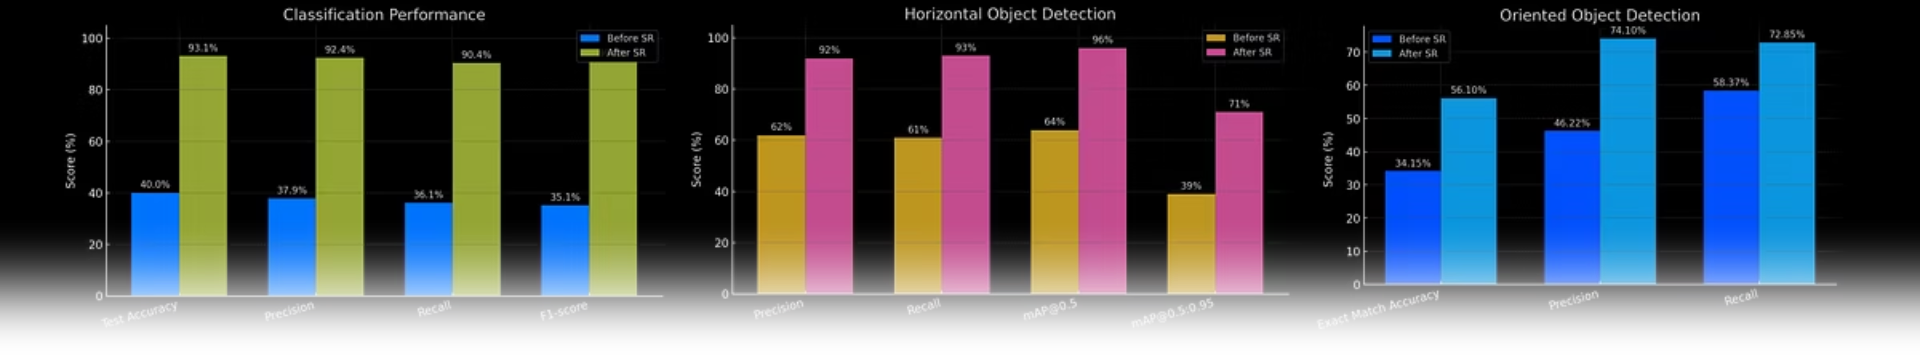 Classification Performance
Score (%)
100
80
60
40
20
0
Before SR
After SR
40.0%
93.1%
37.9%
92.4%
36.1%
90.4%
35.1%
Test Accuracy
Precision
Recall
F1-score
Horizontal Object Detection
Score (%)
100
80
60
40
20
0
Before SR
After SR
62%
92%
61%
93%
64%
96%
39%
71%
Precision
Recall
mAP@0.5
mAP@0.5:0.95
Oriented Object Detection
Score (%)
70
60
50
40
30
20
10
0
Before SR
After SR
34.15%
56.10%
46.22%
74.10%
58.37%
72.85%
Exact Match Accuracy
Precision
Recall